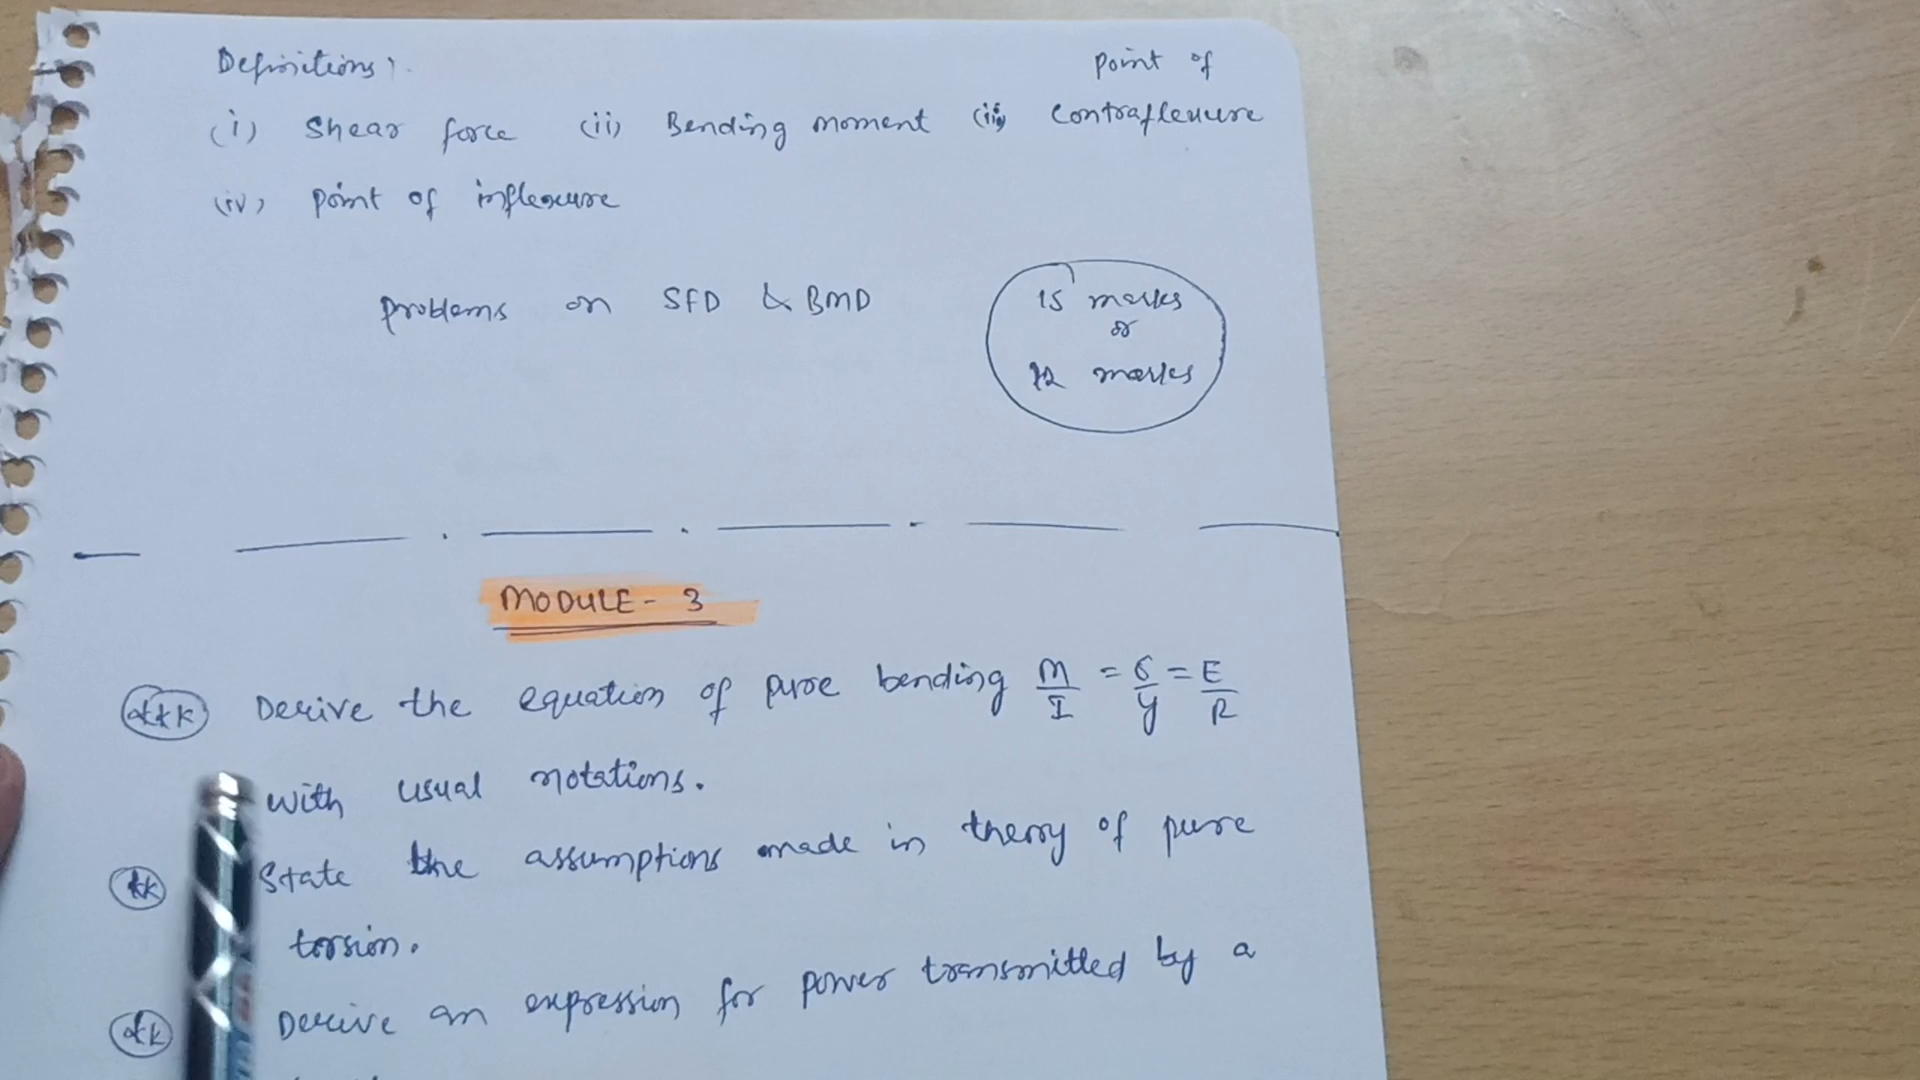 Definitions:
(i) Shear force (ii) Bending moment (iii) Point of Contraflexure
(iv) Point of inflexure
Problems on SFD & BMD
15 marks
or
12 marks
MODULE - 3
*** Derive the equation of pure bending M/I = σ/y = E/R
with usual notations.
** State the assumptions made in theory of pure
torsion.
** Derive an expression for power transmitted by a